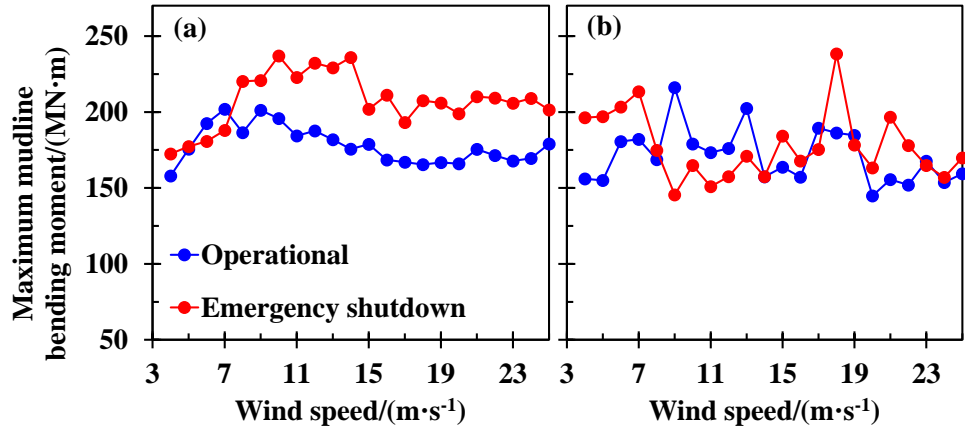 Maximum mudline
bending moment/(MN·m)
250
200
150
100
50
(a)
Operational
Emergency shutdown
3 7 11 15 19 23
Wind speed/(m·s⁻¹)
(b)
3 7 11 15 19 23
Wind speed/(m·s⁻¹)